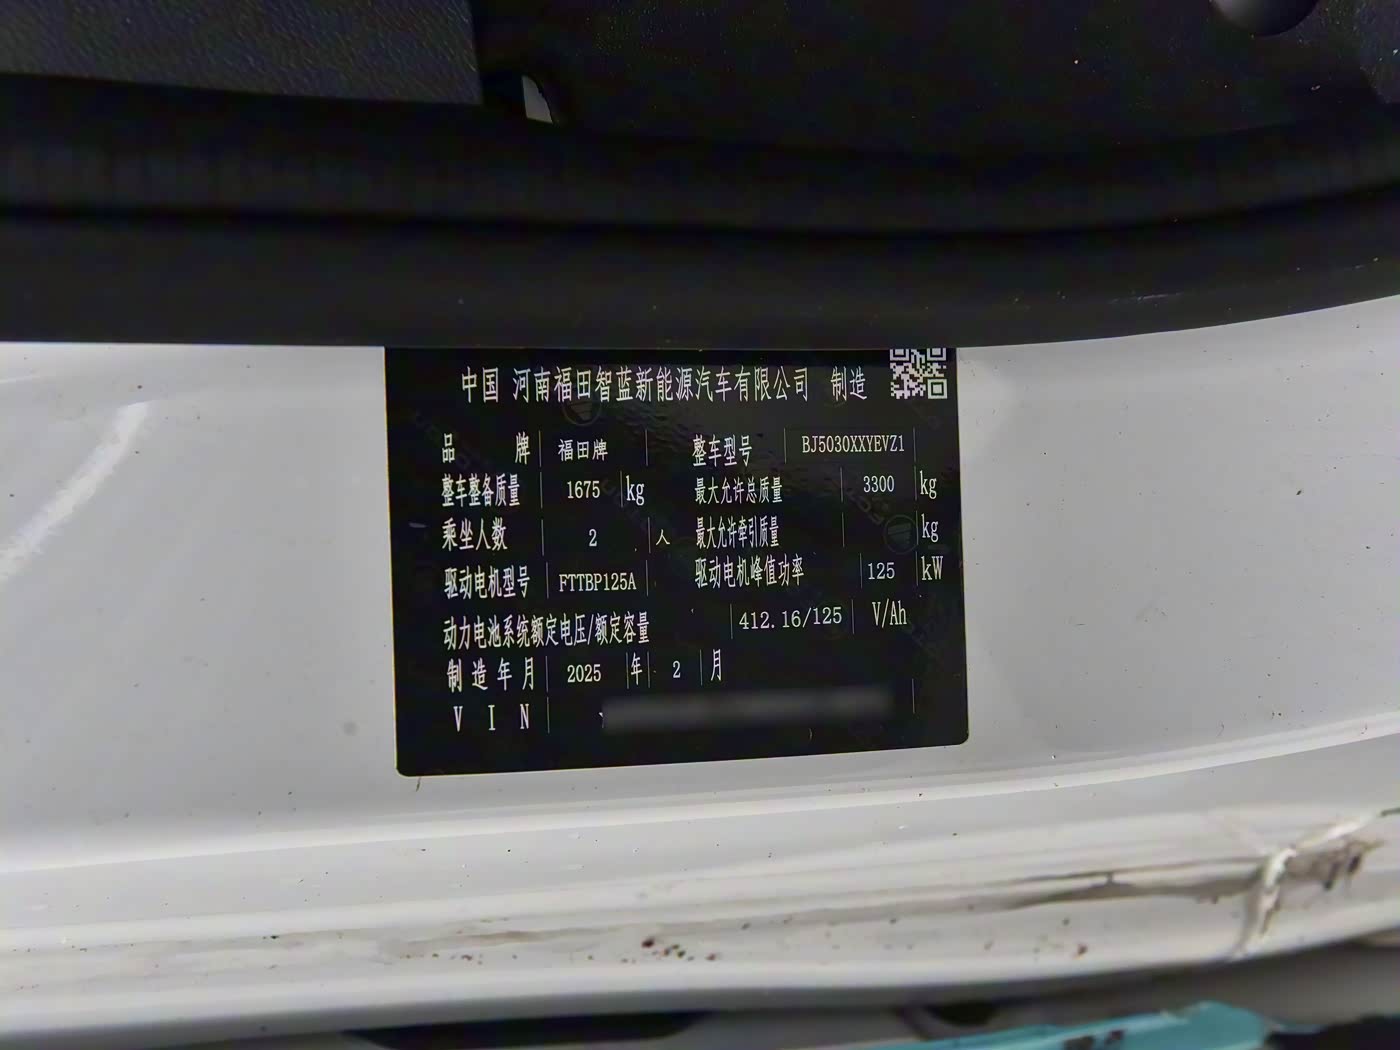 中国 河南福田智蓝新能源汽车有限公司 制造
品牌 福田牌 整车型号 BJ5030XXYEVZ1
整车整备质量 1675 kg 最大允许总质量 3300 kg
乘坐人数 2 人 最大允许牵引质量 kg
驱动电机型号 FTTBP125A 驱动电机峰值功率 125 kW
动力电池系统额定电压/额定容量 412.16/125 V/Ah
制造年月 2025 年 2 月
VIN